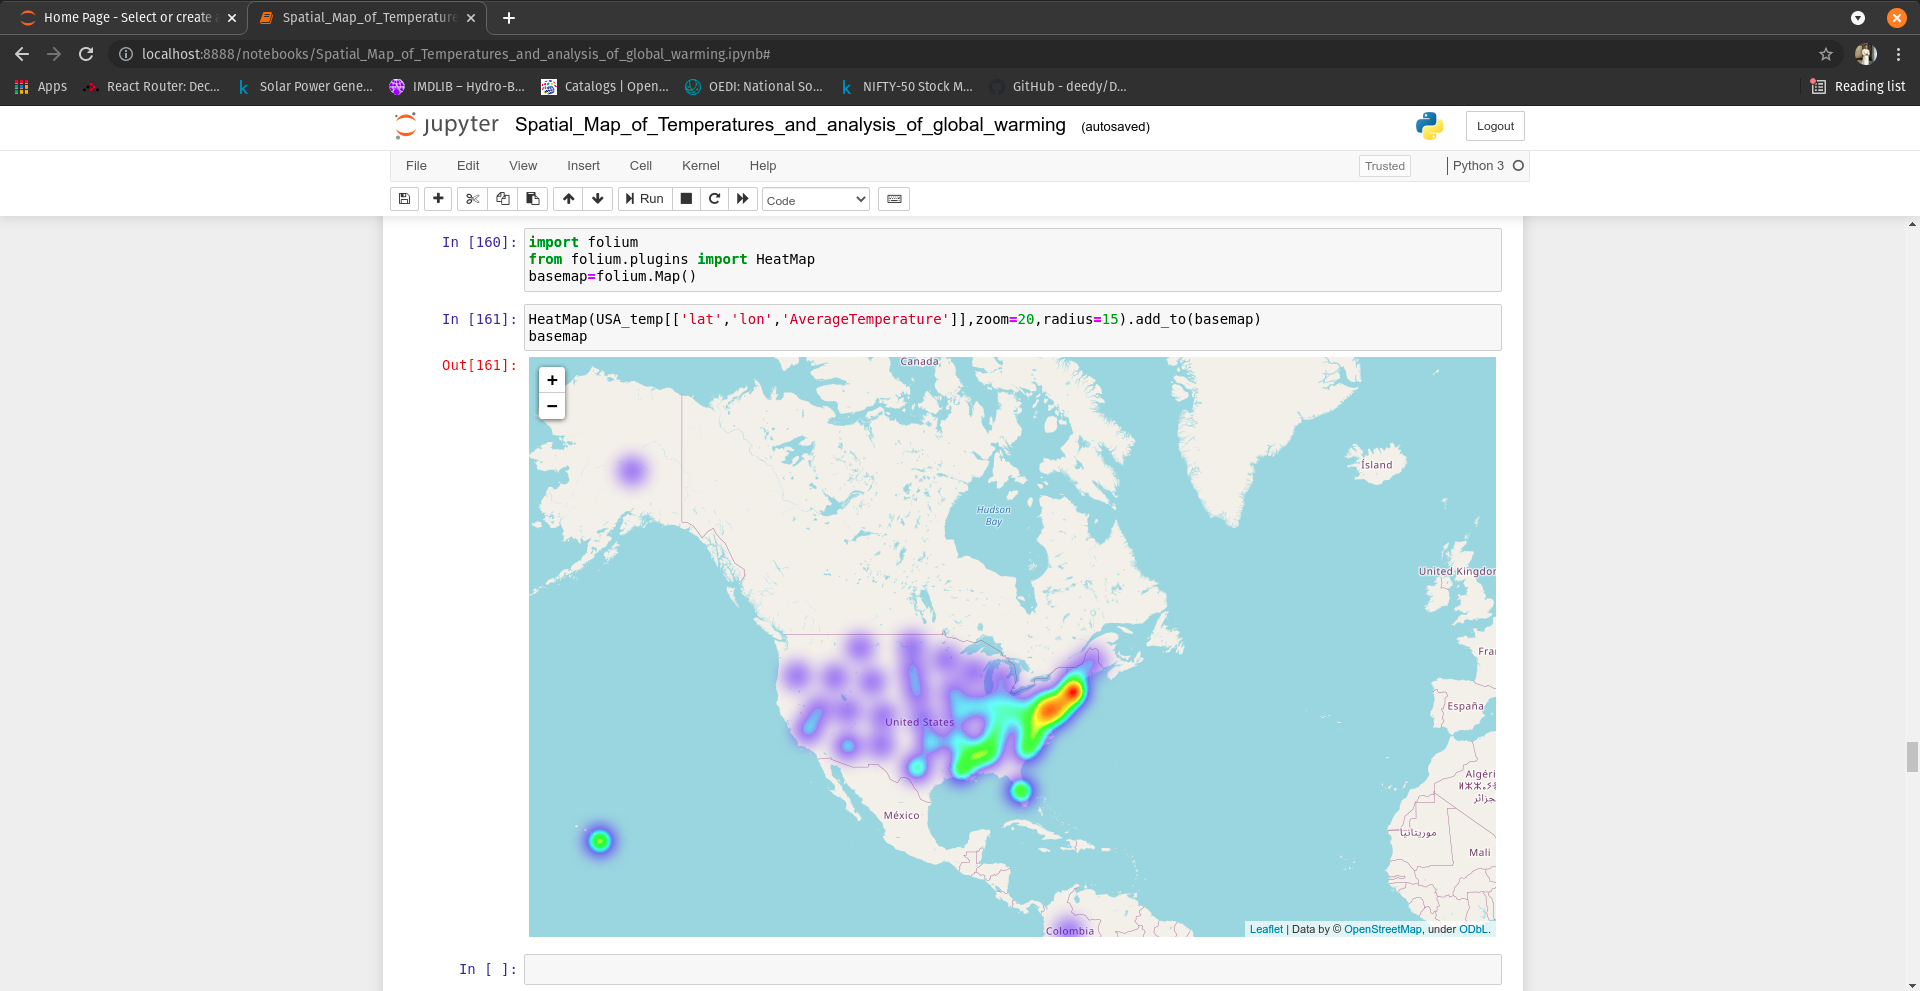 Home Page - Select or create a
Spatial_Map_of_Temperature
localhost:8888/notebooks/Spatial_Map_of_Temperatures_and_analysis_of_global_warming.ipynb#
Apps
React Router: Dec...
Solar Power Gene...
IMDLIB – Hydro-B...
Catalogs | Open...
OEDI: National So...
NIFTY-50 Stock M...
GitHub - deedy/D...
Reading list
jupyter Spatial_Map_of_Temperatures_and_analysis_of_global_warming (autosaved)
Logout
File Edit View Insert Cell Kernel Help
Trusted
Python 3
Run
Code
In [160]:
import folium
from folium.plugins import HeatMap
basemap=folium.Map()
In [161]:
HeatMap(USA_temp[['lat','lon','AverageTemperature']],zoom=20,radius=15).add_to(basemap)
basemap
Out[161]:
+
−
Canada
Ísland
Hudson
Bay
United Kingdom
Fra
United States
España
Algéri
México
موريتانيا
Mali
Colombia
Leaflet | Data by © OpenStreetMap, under ODbL.
In [ ]: